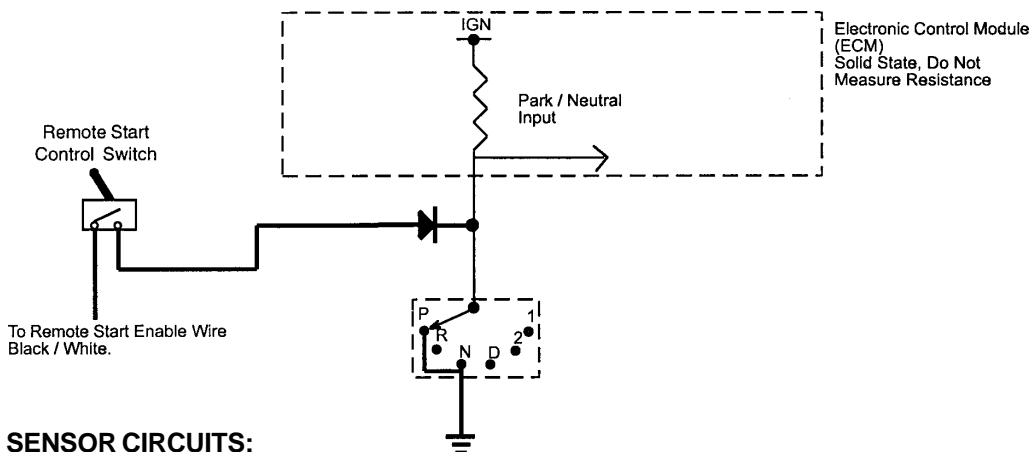 IGN
Electronic Control Module
(ECM)
Solid State, Do Not
Measure Resistance
Park / Neutral
Input
Remote Start
Control Switch
To Remote Start Enable Wire
Black / White.
P
R
N
D
2
1
SENSOR CIRCUITS: